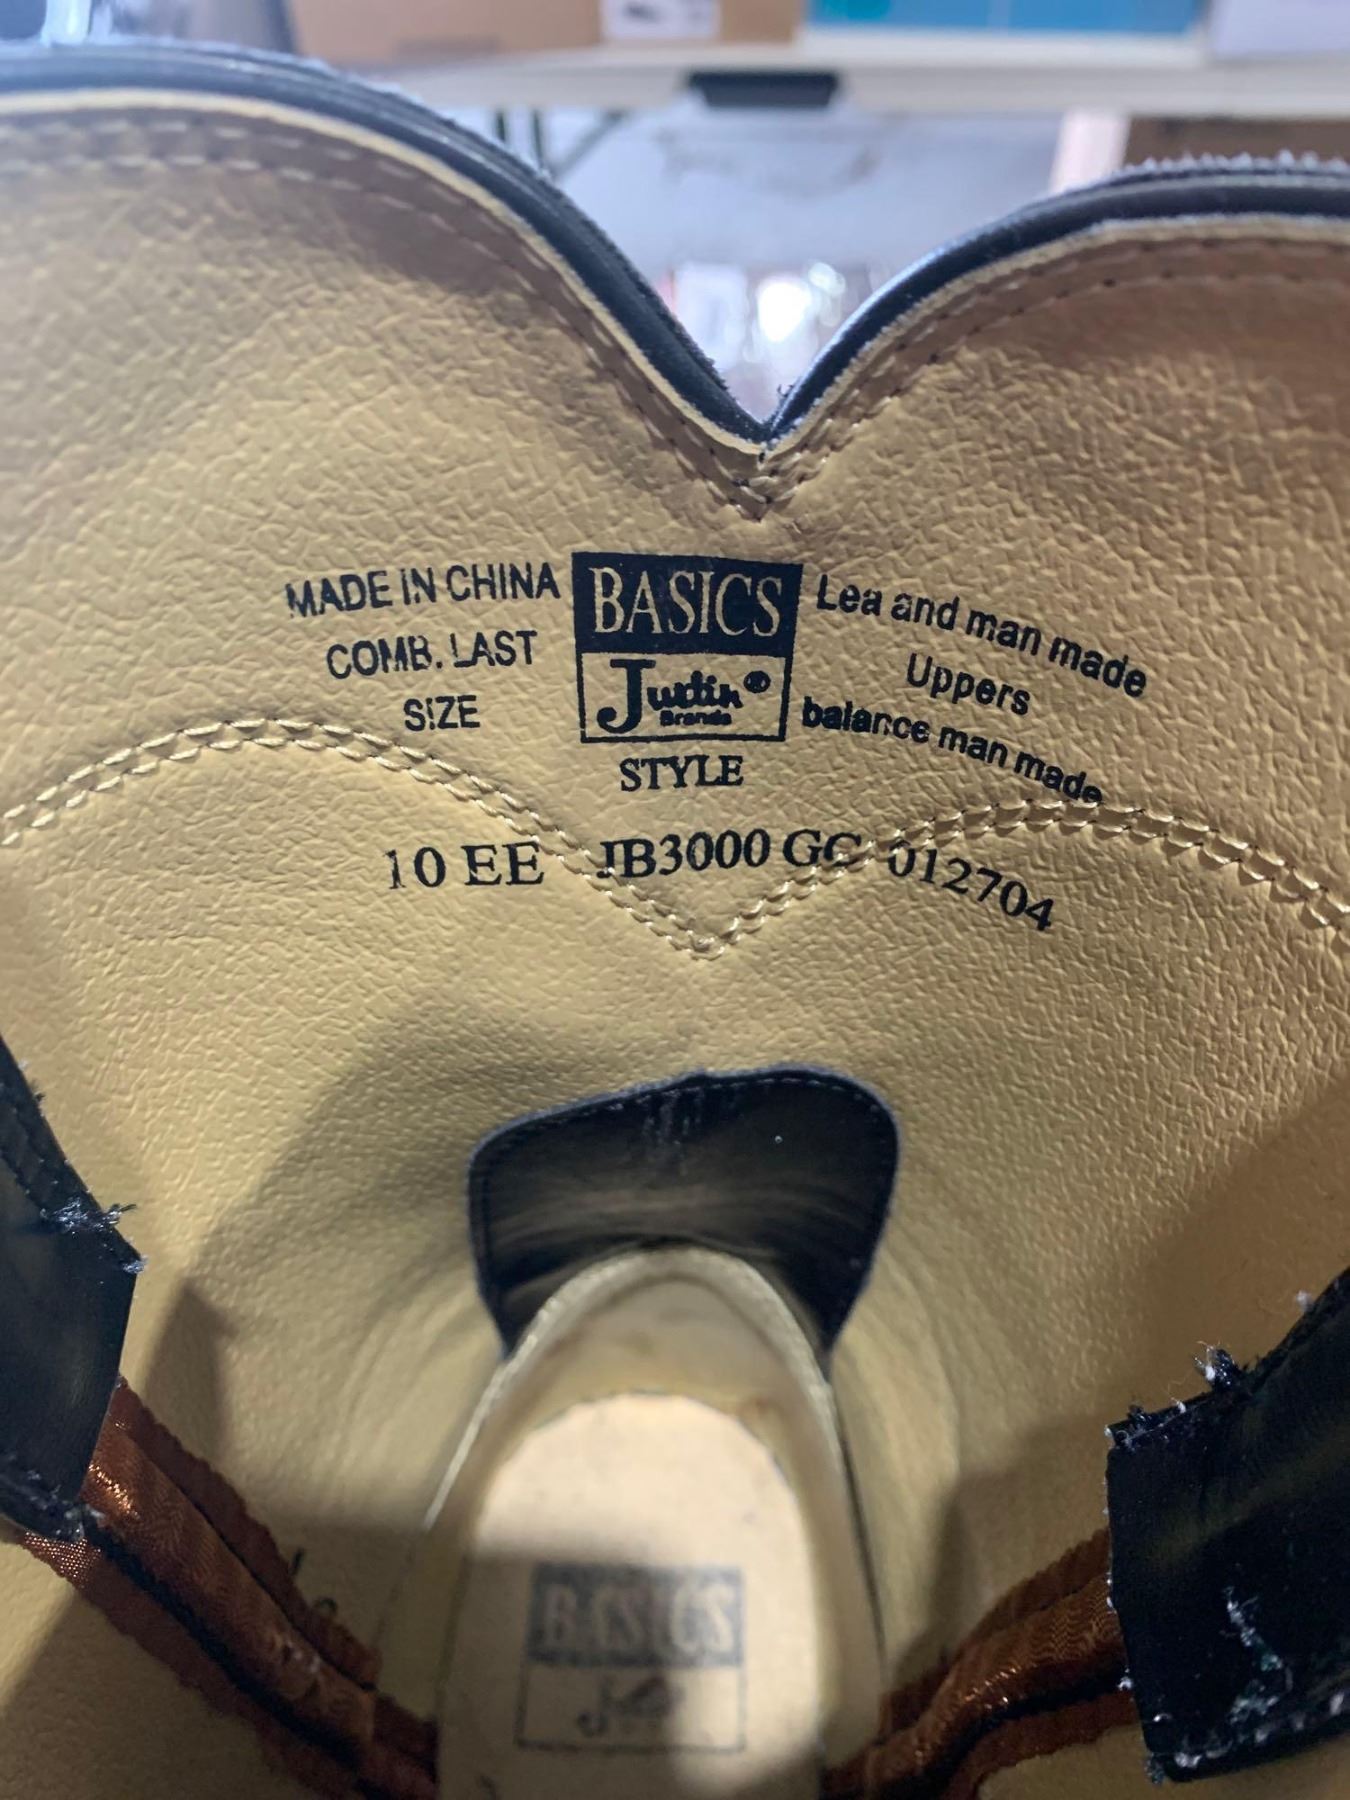 MADE IN CHINA
COMB. LAST
SIZE
BASICS
Justin®
Brands
STYLE
Lea and man made
Uppers
balance man made
10 EE JB3000 GC 012704
BASICS